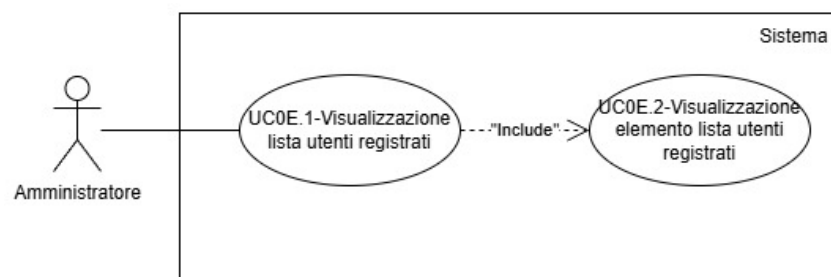 Sistema
UC0E.1-Visualizzazione
lista utenti registrati
"Include"
UC0E.2-Visualizzazione
elemento lista utenti
registrati
Amministratore